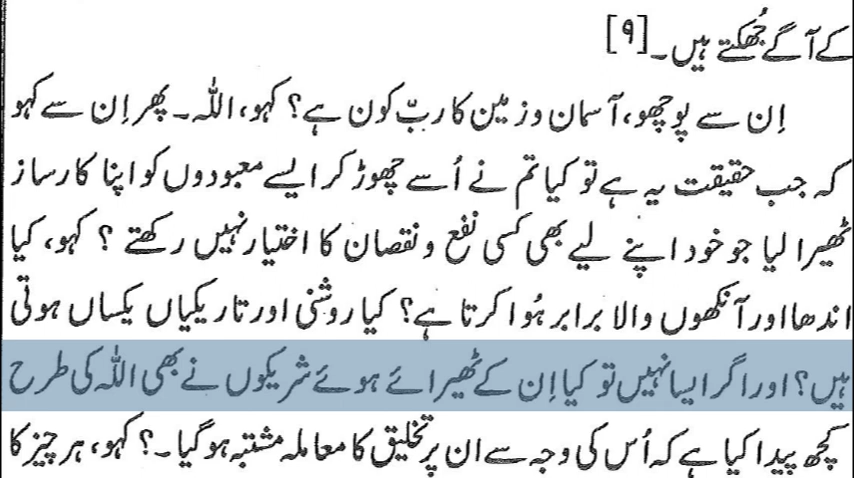 کے آگے جُھکتے ہیں۔[۹]
اِن سے پوچھو، آسمان و زمین کا ربّ کون ہے؟ کہو، اللہ۔ پھر اِن سے کہو
کہ جب حقیقت یہ ہے تو کیا تم نے اُسے چھوڑ کر ایسے معبودوں کو اپنا کارساز
ٹھیرا لیا جو خود اپنے لیے بھی کسی نفع و نقصان کا اختیار نہیں رکھتے ؟ کہو، کیا
اندھا اور آنکھوں والا برابر ہُوا کرتا ہے؟ کیا روشنی اور تاریکیاں یکساں ہوتی
ہیں؟ اور اگر ایسا نہیں تو کیا اِن کے ٹھیرائے ہوئے شریکوں نے بھی اللہ کی طرح
کچھ پیدا کیا ہے کہ اُس کی وجہ سے ان پر تخلیق کا معاملہ مشتبہ ہوگیا۔؟ کہو، ہر چیز کا